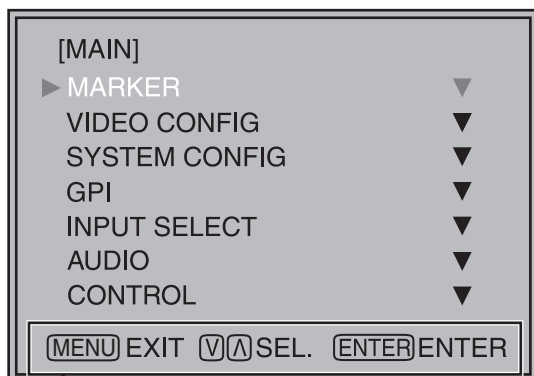 [MAIN]
▶ MARKER ▼
VIDEO CONFIG ▼
SYSTEM CONFIG ▼
GPI ▼
INPUT SELECT ▼
AUDIO ▼
CONTROL ▼
MENU EXIT V Λ SEL. ENTER ENTER